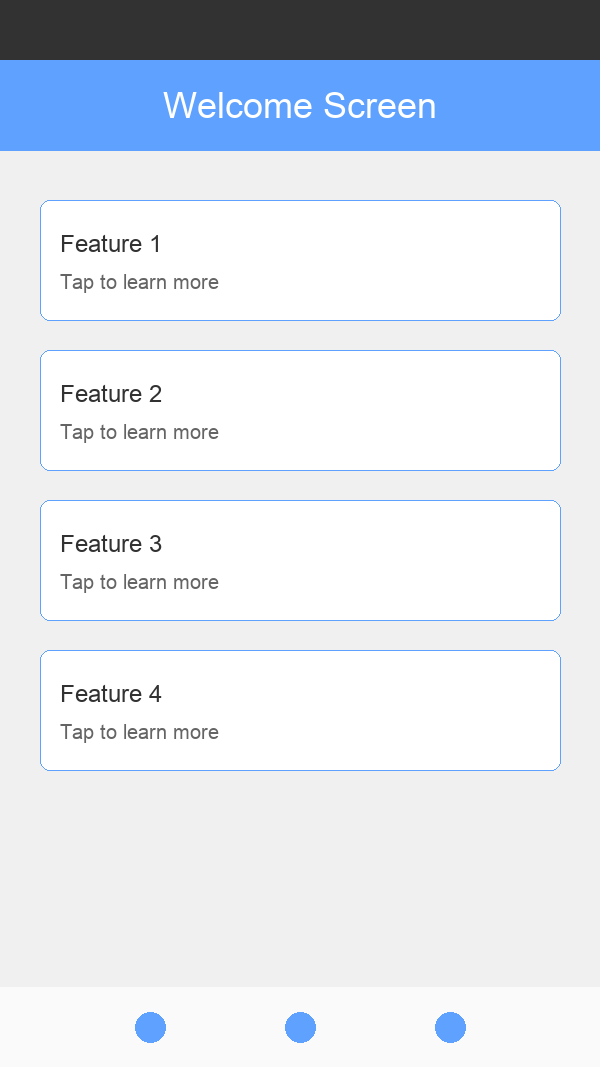 Welcome Screen
Feature 1
Tap to learn more
Feature 2
Tap to learn more
Feature 3
Tap to learn more
Feature 4
Tap to learn more